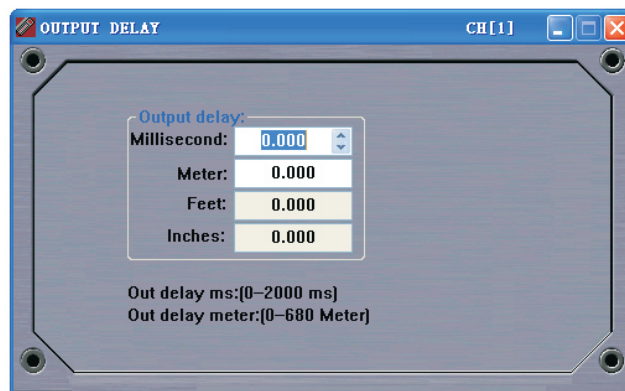 OUTPUT DELAY CH[1]
Output delay:
Millisecond: 0.000
Meter: 0.000
Feet: 0.000
Inches: 0.000
Out delay ms:(0–2000 ms)
Out delay meter:(0–680 Meter)